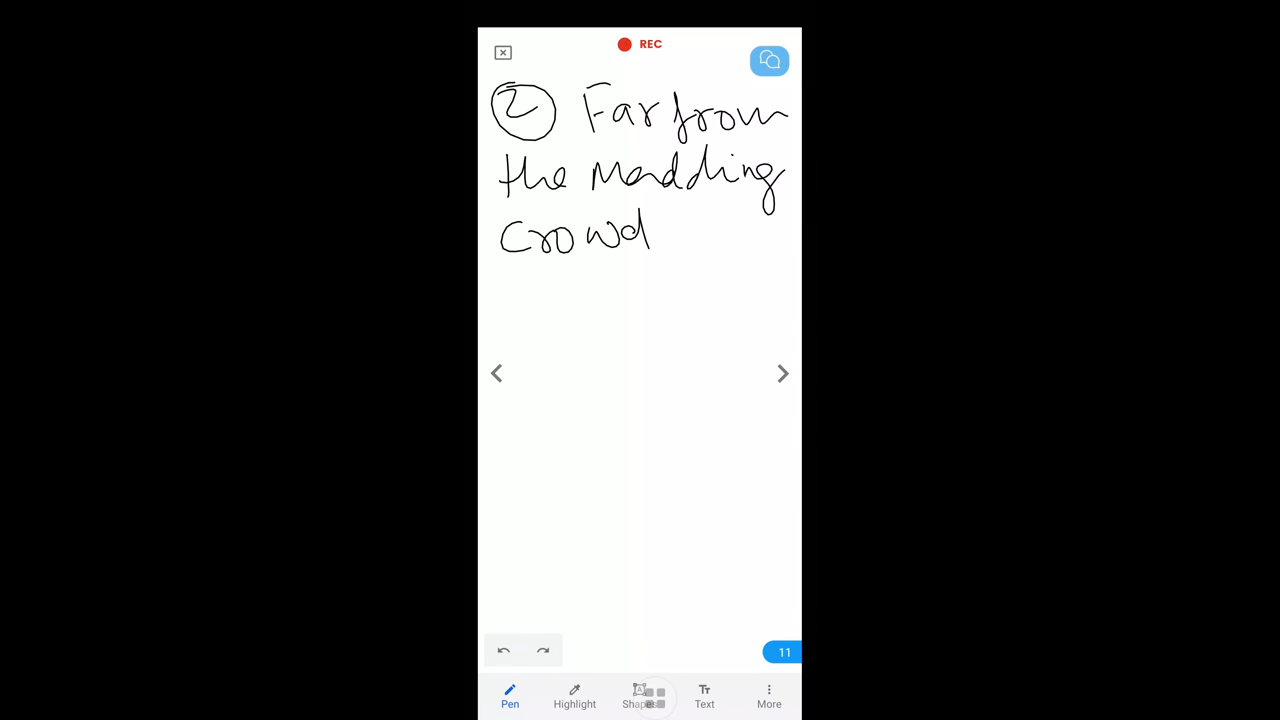 REC
② Far from
the Madding
crowd
11
Pen
Highlight
Shapes
Text
More